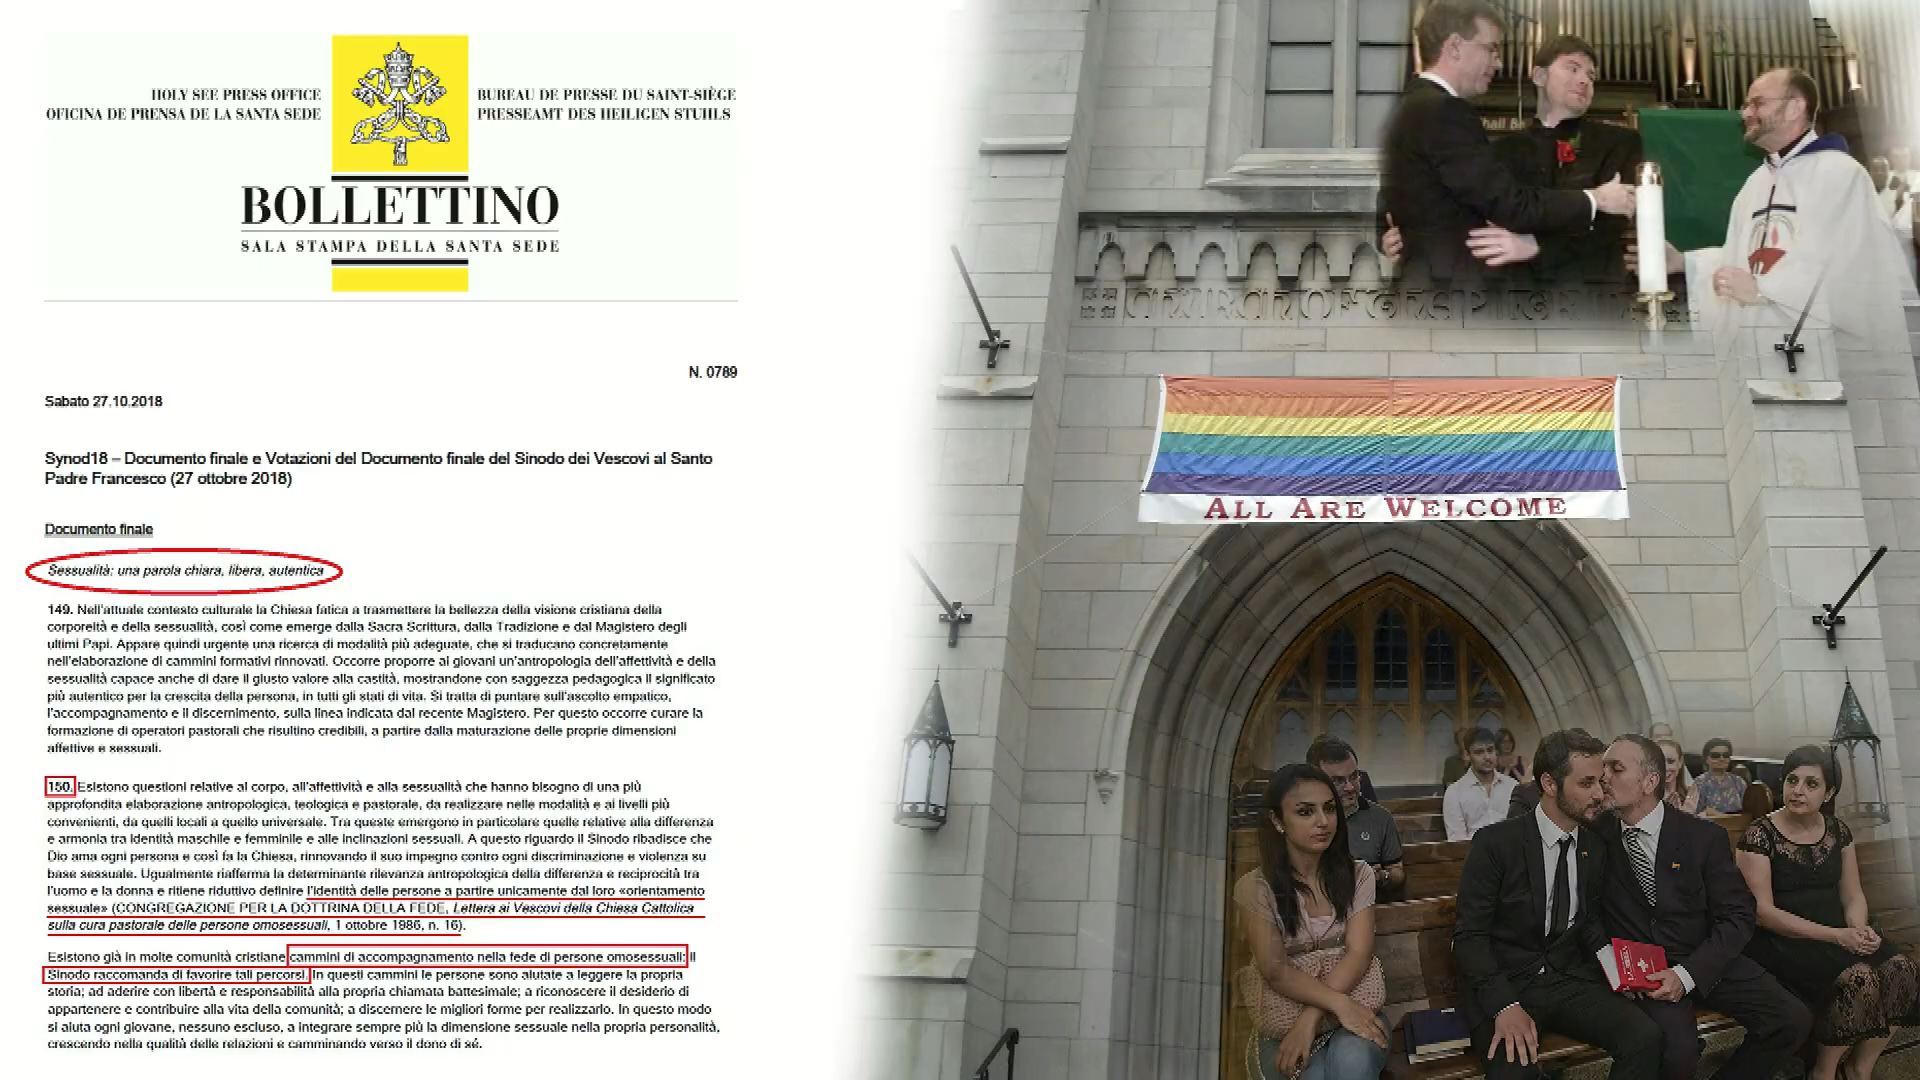 HOLY SEE PRESS OFFICE
OFICINA DE PRENSA DE LA SANTA SEDE
BUREAU DE PRESSE DU SAINT-SIÈGE
PRESSEAMT DES HEILIGEN STUHLS
BOLLETTINO
SALA STAMPA DELLA SANTA SEDE
N. 0789
Sabato 27.10.2018
Synod18 – Documento finale e Votazioni del Documento finale del Sinodo dei Vescovi al Santo
Padre Francesco (27 ottobre 2018)
Documento finale
Sessualità: una parola chiara, libera, autentica
149. Nell'attuale contesto culturale la Chiesa fatica a trasmettere la bellezza della visione cristiana della
corporeità e della sessualità, così come emerge dalla Sacra Scrittura, dalla Tradizione e dal Magistero degli
ultimi Papi. Appare quindi urgente una ricerca di modalità più adeguate, che si traducano concretamente
nell'elaborazione di cammini formativi rinnovati. Occorre proporre ai giovani un'antropologia dell'affettività e della
sessualità capace anche di dare il giusto valore alla castità, mostrandone con saggezza pedagogica il significato
più autentico per la crescita della persona, in tutti gli stati di vita. Si tratta di puntare sull'ascolto empatico,
l'accompagnamento e il discernimento, sulla linea indicata dal recente Magistero. Per questo occorre curare la
formazione di operatori pastorali che risultino credibili, a partire dalla maturazione delle proprie dimensioni
affettive e sessuali.
150. Esistono questioni relative al corpo, all'affettività e alla sessualità che hanno bisogno di una più
approfondita elaborazione antropologica, teologica e pastorale, da realizzare nelle modalità e ai livelli più
convenienti, da quelli locali a quello universale. Tra queste emergono in particolare quelle relative alla differenza
e armonia tra identità maschile e femminile e alle inclinazioni sessuali. A questo riguardo il Sinodo ribadisce che
Dio ama ogni persona e così fa la Chiesa, rinnovando il suo impegno contro ogni discriminazione e violenza su
base sessuale. Ugualmente riafferma la determinante rilevanza antropologica della differenza e reciprocità tra
l'uomo e la donna e ritiene riduttivo definire l'identità delle persone a partire unicamente dal loro «orientamento
sessuale» (CONGREGAZIONE PER LA DOTTRINA DELLA FEDE, Lettera ai Vescovi della Chiesa Cattolica
sulla cura pastorale delle persone omosessuali, 1 ottobre 1986, n. 16).
Esistono già in molte comunità cristiane cammini di accompagnamento nella fede di persone omosessuali: il
Sinodo raccomanda di favorire tali percorsi. In questi cammini le persone sono aiutate a leggere la propria
storia; ad aderire con libertà e responsabilità alla propria chiamata battesimale; a riconoscere il desiderio di
appartenere e contribuire alla vita della comunità; a discernere le migliori forme per realizzarlo. In questo modo
si aiuta ogni giovane, nessuno escluso, a integrare sempre più la dimensione sessuale nella propria personalità,
crescendo nella qualità delle relazioni e camminando verso il dono di sé.
CHURCH OF THE PILGRIMS
ALL ARE WELCOME